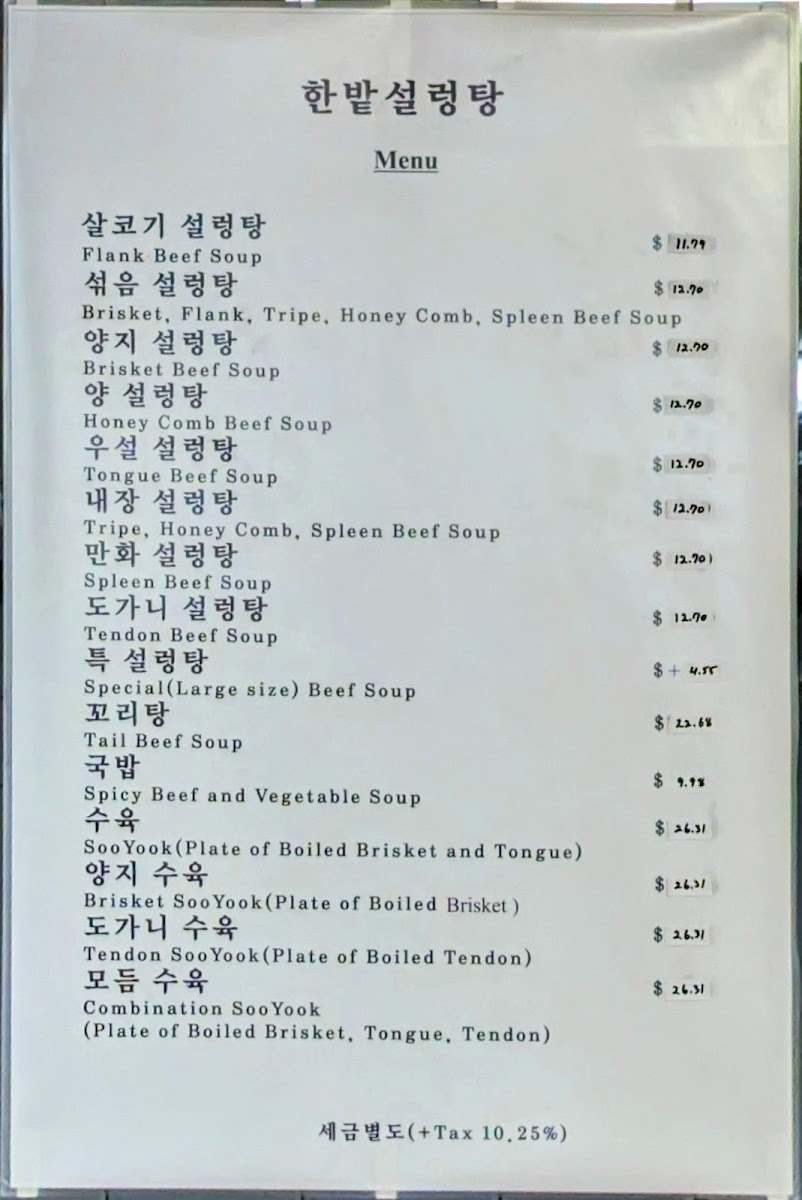 한밭설렁탕
Menu
살코기 설렁탕
Flank Beef Soup $ 11.79
섞음 설렁탕 $ 12.70
Brisket, Flank, Tripe, Honey Comb, Spleen Beef Soup
양지 설렁탕 $ 12.70
Brisket Beef Soup
양 설렁탕 $ 12.70
Honey Comb Beef Soup
우설 설렁탕 $ 12.70
Tongue Beef Soup
내장 설렁탕 $ 12.70
Tripe, Honey Comb, Spleen Beef Soup
만화 설렁탕 $ 12.70
Spleen Beef Soup
도가니 설렁탕 $ 12.70
Tendon Beef Soup
특 설렁탕 $ + 4.55
Special(Large size) Beef Soup
꼬리탕 $ 22.68
Tail Beef Soup
국밥 $ 9.98
Spicy Beef and Vegetable Soup
수육 $ 26.31
SooYook(Plate of Boiled Brisket and Tongue)
양지 수육 $ 26.31
Brisket SooYook(Plate of Boiled Brisket )
도가니 수육 $ 26.31
Tendon SooYook(Plate of Boiled Tendon)
모듬 수육 $ 26.31
Combination SooYook
(Plate of Boiled Brisket, Tongue, Tendon)
세금별도(+Tax 10.25%)